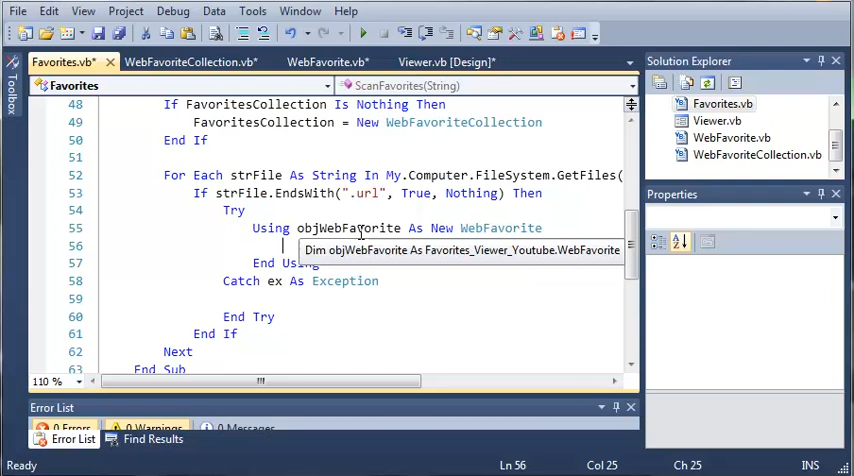 File Edit View Project Debug Data Tools Window Help
Favorites.vb* WebFavoriteCollection.vb* WebFavorite.vb* Viewer.vb [Design]* Solution Explorer
Toolbox
Favorites ScanFavorites(String)
48 If FavoritesCollection Is Nothing Then
49 FavoritesCollection = New WebFavoriteCollection
50 End If
51
52 For Each strFile As String In My.Computer.FileSystem.GetFiles(
53 If strFile.EndsWith(".url", True, Nothing) Then
54 Try
55 Using objWebFavorite As New WebFavorite
56 Dim objWebFavorite As Favorites_Viewer_Youtube.WebFavorite
57 End Using
58 Catch ex As Exception
59
60 End Try
61 End If
62 Next
63 End Sub
110 %
Favorites.vb
Viewer.vb
WebFavorite.vb
WebFavoriteCollection.vb
Properties
Error List
0 Errors 0 Warnings 0 Messages
Error List Find Results
Ready Ln 56 Col 25 Ch 25 INS